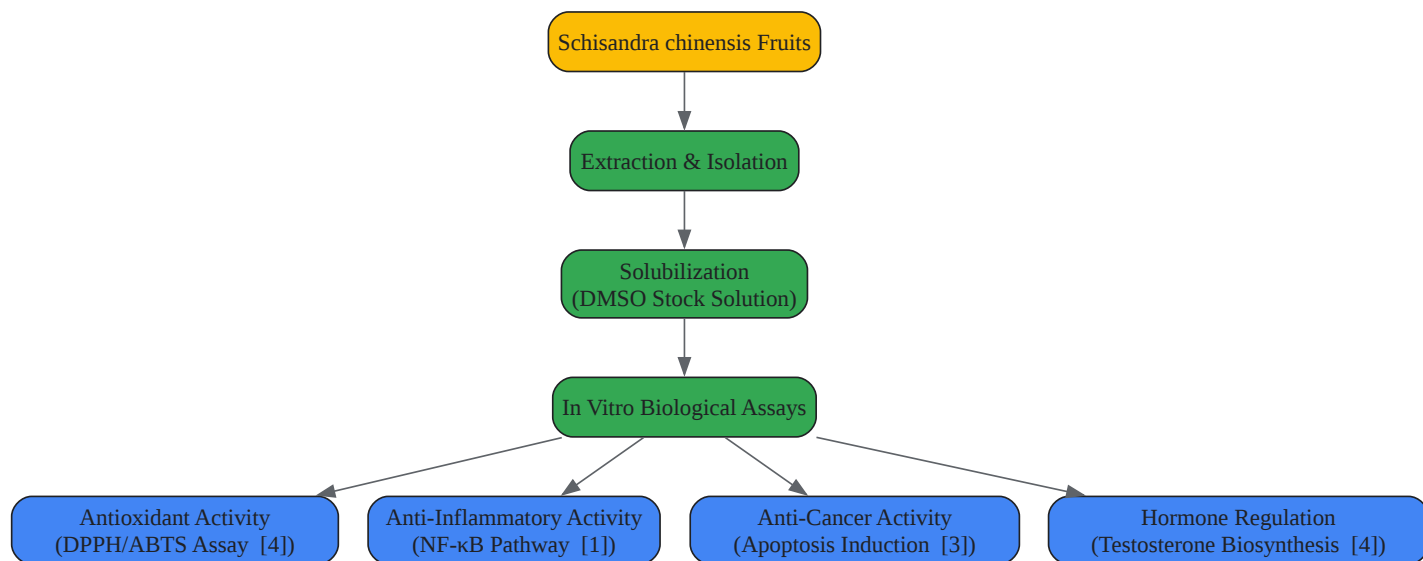 Schisandra chinensis Fruits
Extraction & Isolation
Solubilization
(DMSO Stock Solution)
In Vitro Biological Assays
Antioxidant Activity
(DPPH/ABTS Assay [4])
Anti-Inflammatory Activity
(NF-κB Pathway [1])
Anti-Cancer Activity
(Apoptosis Induction [3])
Hormone Regulation
(Testosterone Biosynthesis [4])